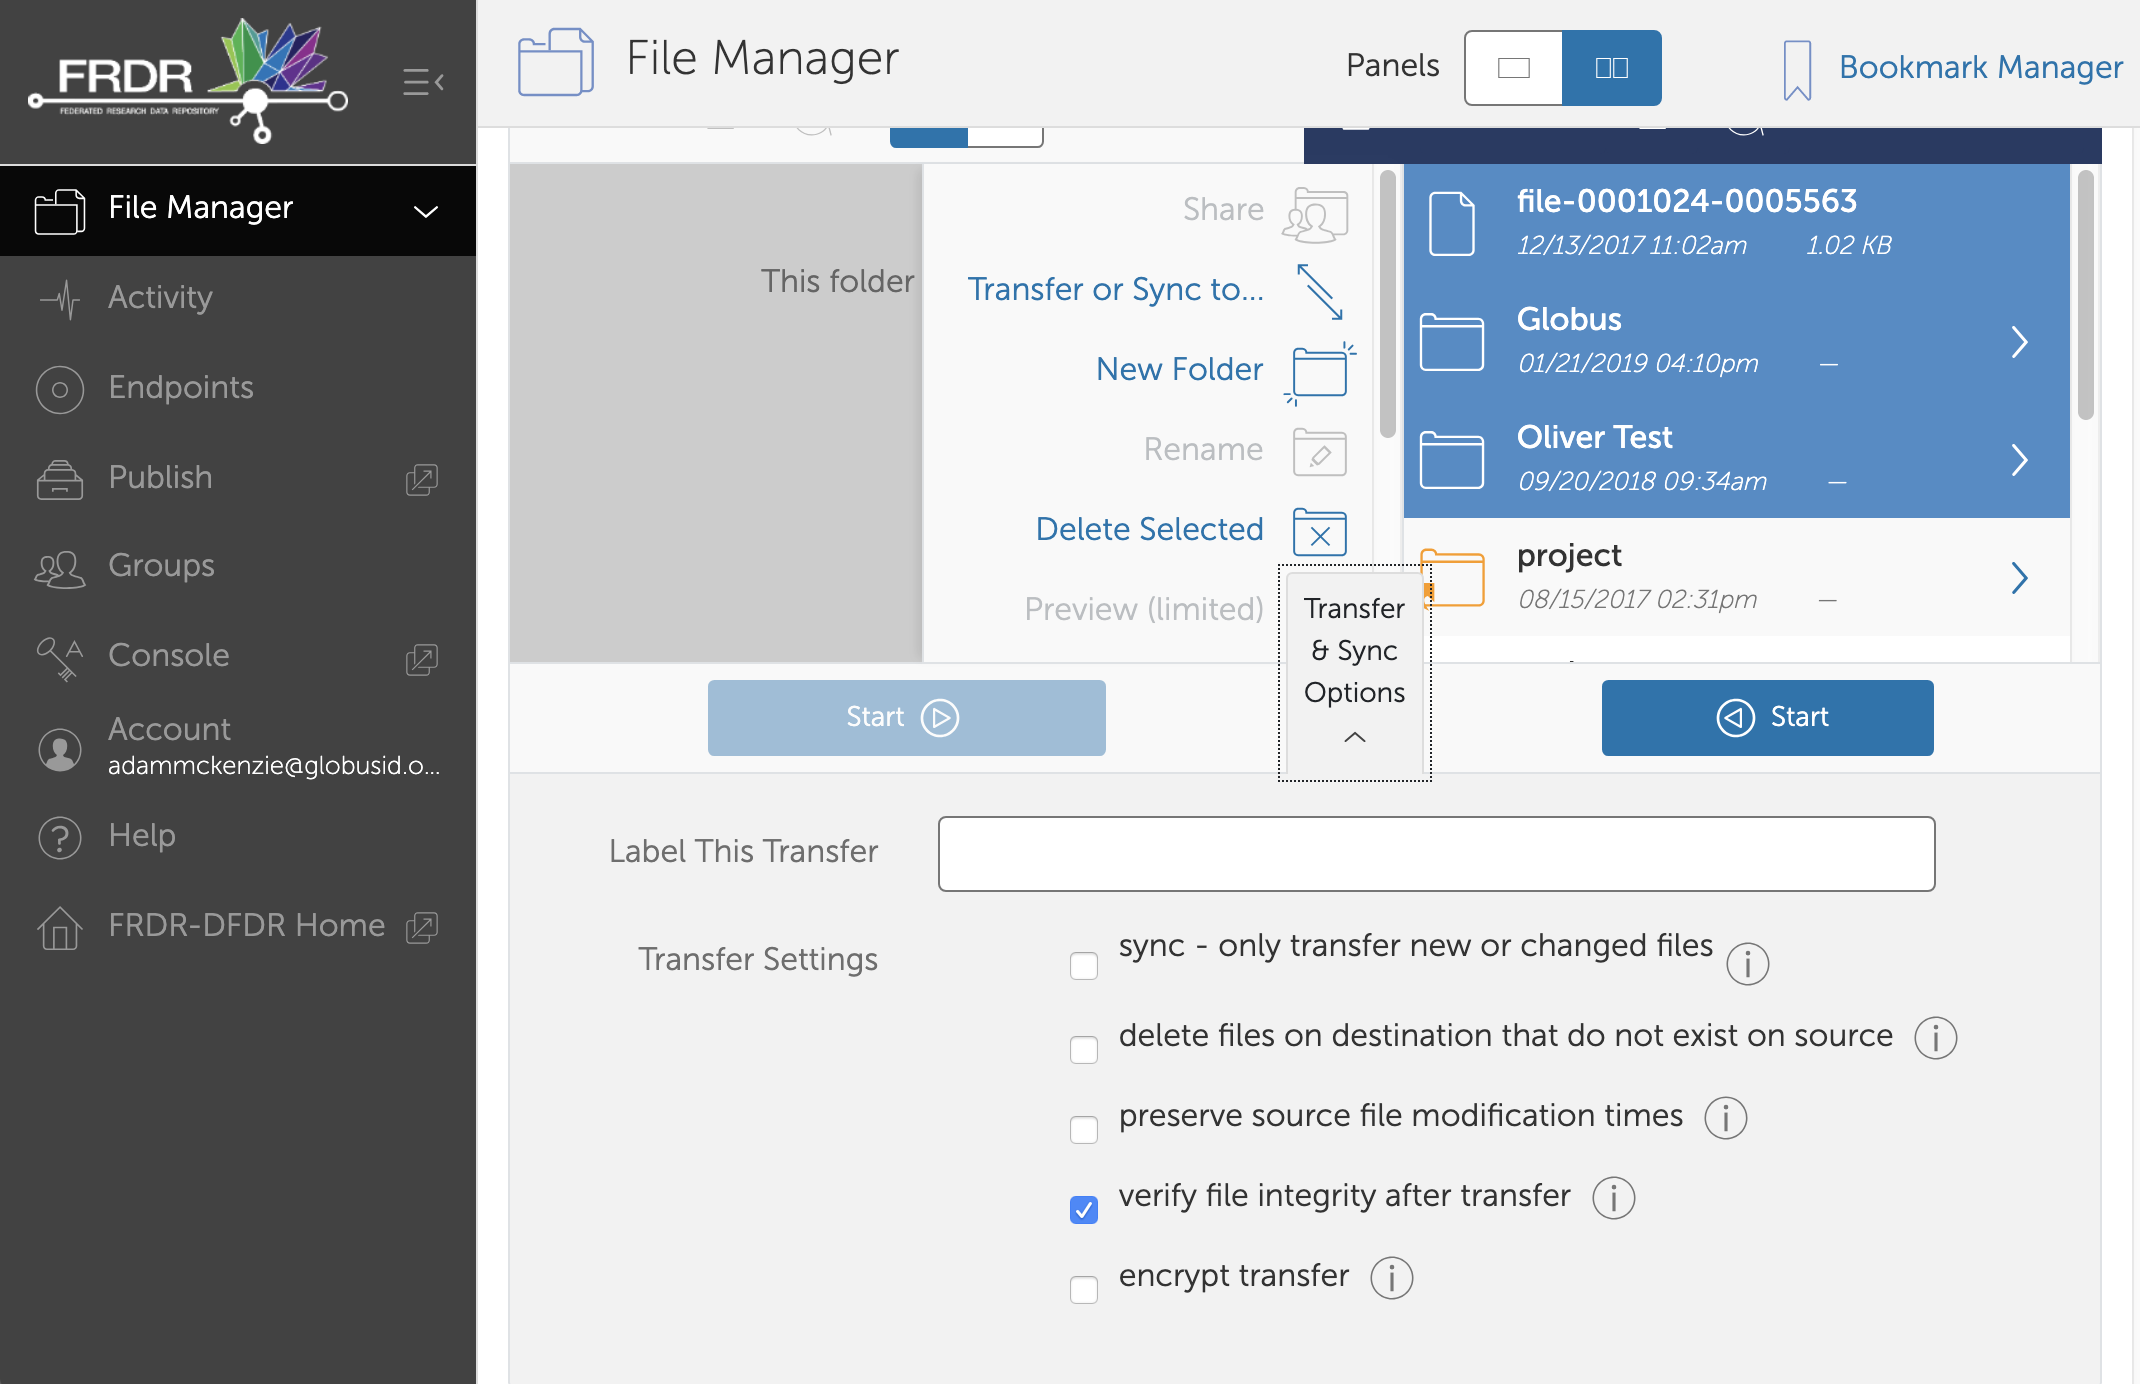 FRDR
FEDERATED RESEARCH DATA REPOSITORY
File Manager
Activity
Endpoints
Publish
Groups
Console
Account
adammckenzie@globusid.o...
Help
FRDR-DFDR Home
File Manager
Panels
Bookmark Manager
This folder
Share
Transfer or Sync to...
New Folder
Rename
Delete Selected
Preview (limited)
file-0001024-0005563
12/13/2017 11:02am 1.02 KB
Globus
01/21/2019 04:10pm —
Oliver Test
09/20/2018 09:34am —
project
08/15/2017 02:31pm —
Start
Transfer
& Sync
Options
Start
Label This Transfer
Transfer Settings
sync - only transfer new or changed files
delete files on destination that do not exist on source
preserve source file modification times
verify file integrity after transfer
encrypt transfer